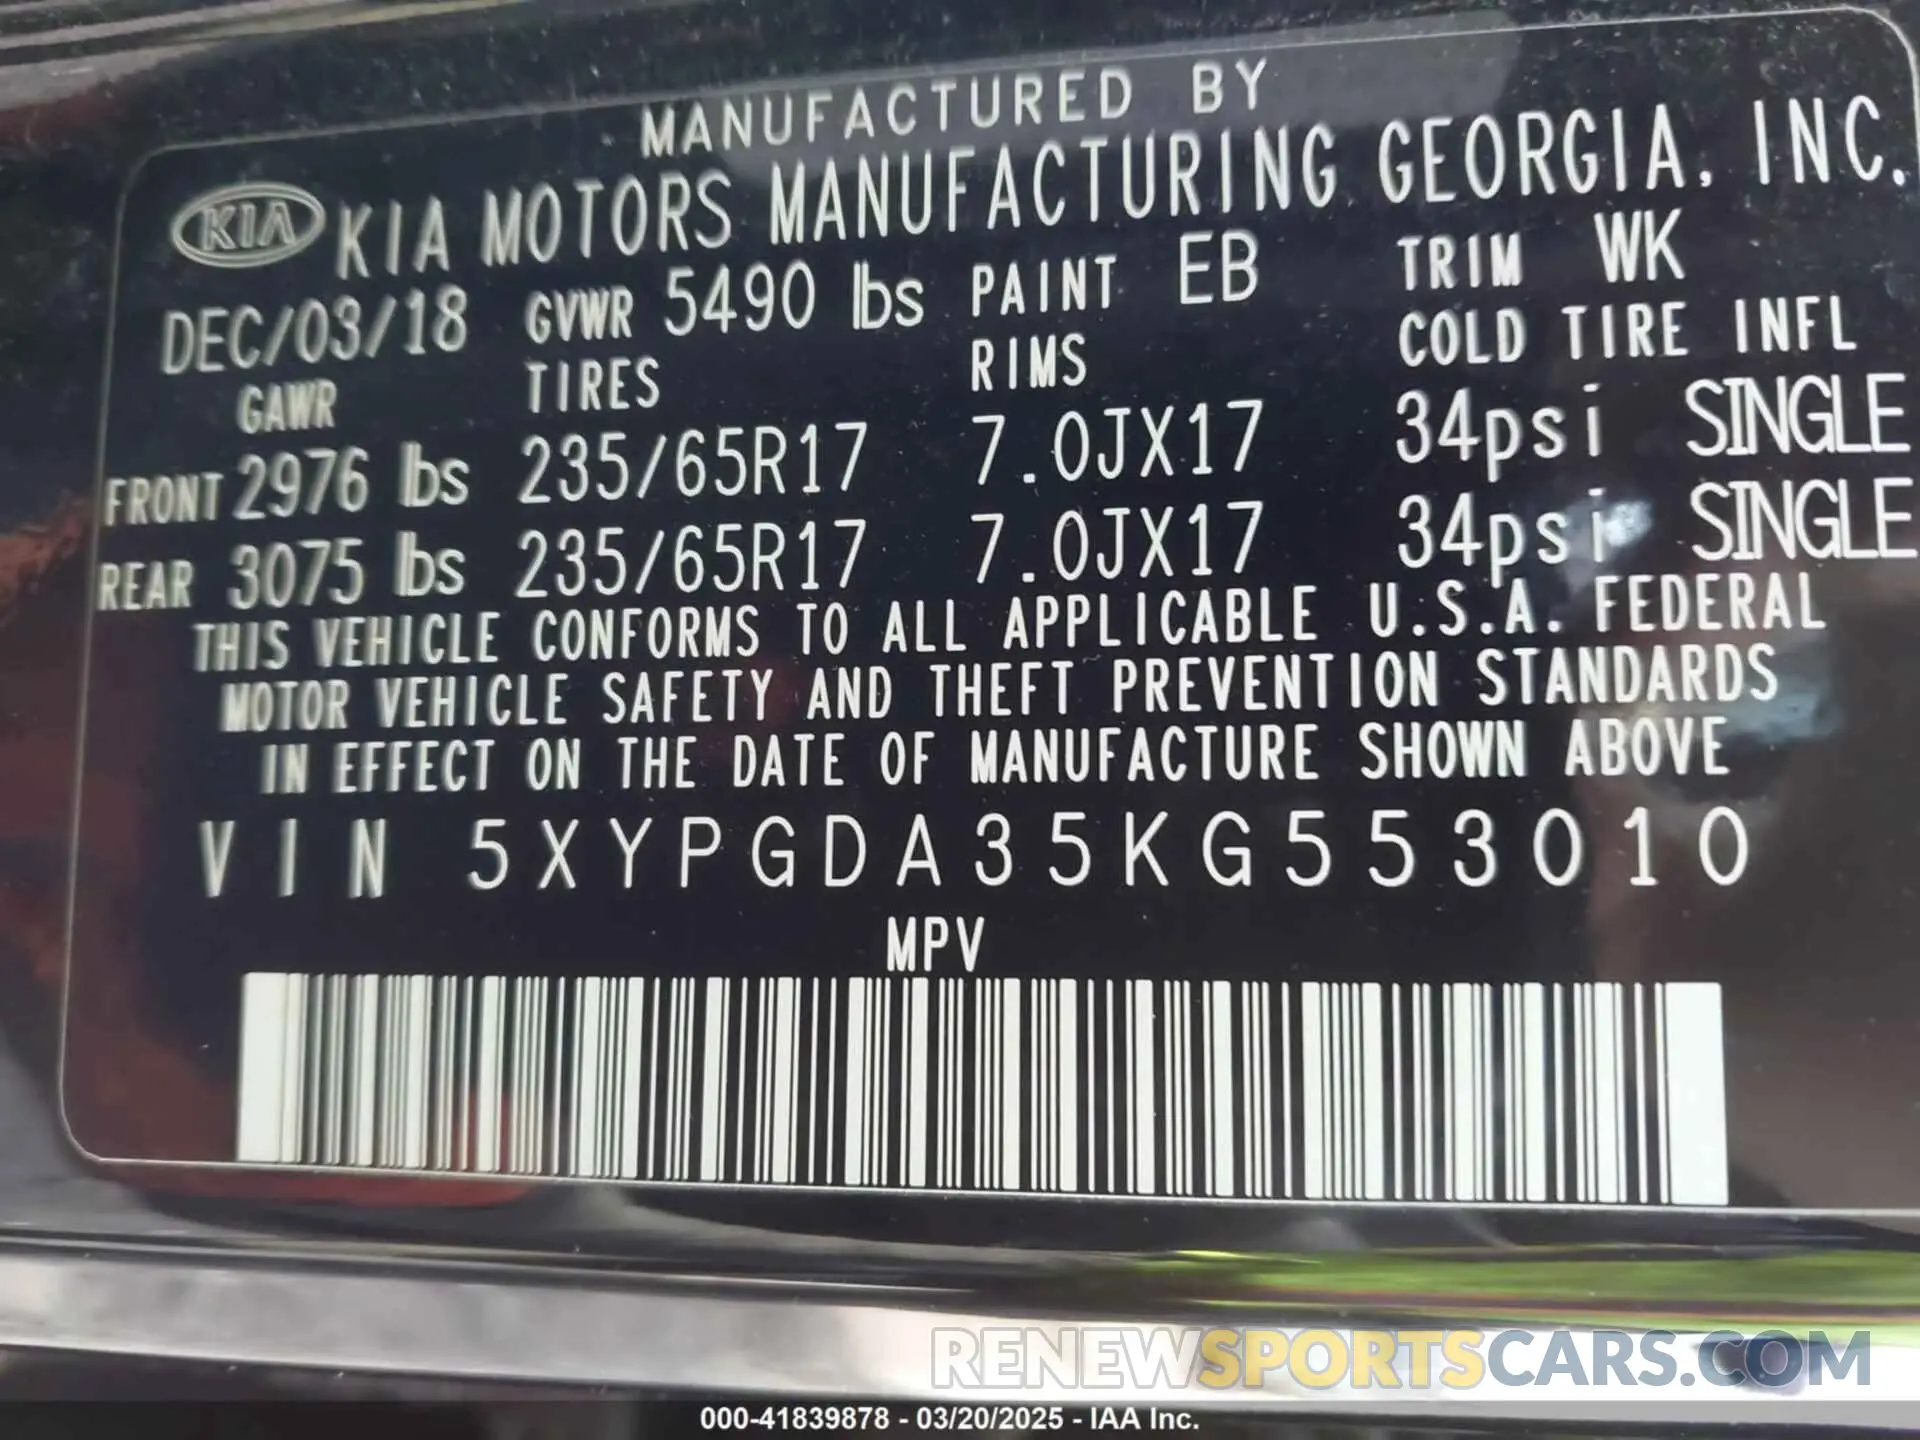 MANUFACTURED BY
KIA KIA MOTORS MANUFACTURING GEORGIA, INC.
DEC/03/18 GVWR 5490 lbs PAINT EB TRIM WK
GAWR TIRES RIMS COLD TIRE INFL
FRONT 2976 lbs 235/65R17 7.0JX17 34psi SINGLE
REAR 3075 lbs 235/65R17 7.0JX17 34psi SINGLE
THIS VEHICLE CONFORMS TO ALL APPLICABLE U.S.A. FEDERAL
MOTOR VEHICLE SAFETY AND THEFT PREVENTION STANDARDS
IN EFFECT ON THE DATE OF MANUFACTURE SHOWN ABOVE
VIN 5XYPGDA35KG553010
MPV
RENEWSPORTSCARS.COM
000-41839878 - 03/20/2025 - IAA Inc.